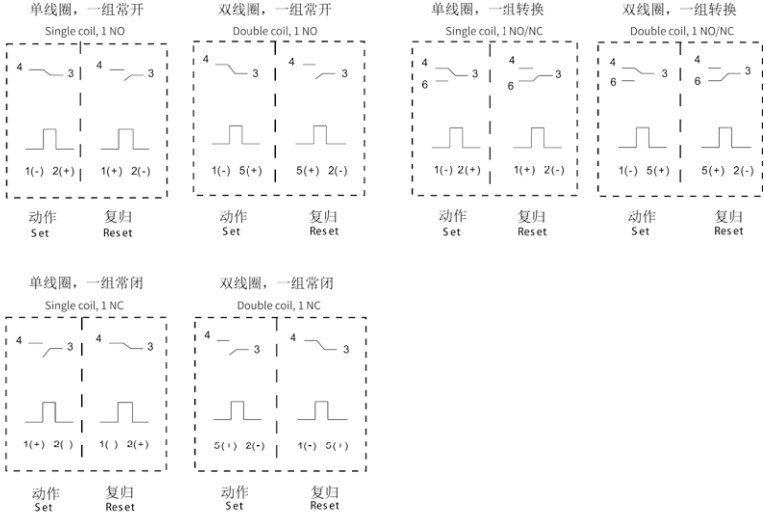 单线圈，一组常开
Single coil, 1 NO
4
3
4
3
1(-) 2(+)
1(+) 2(-)
动作
Set
复归
Reset
双线圈，一组常开
Double coil, 1 NO
4
3
4
3
1(-) 5(+)
5(+) 2(-)
动作
Set
复归
Reset
单线圈，一组转换
Single coil, 1 NO/NC
4
6
3
4
6
3
1(-) 2(+)
1(+) 2(-)
动作
Set
复归
Reset
双线圈，一组转换
Double coil, 1 NO/NC
4
6
3
4
6
3
1(-) 5(+)
5(+) 2(-)
动作
Set
复归
Reset
单线圈，一组常闭
Single coil, 1 NC
4
3
4
3
1(+) 2( )
1( ) 2(+)
动作
Set
复归
Reset
双线圈，一组常闭
Double coil, 1 NC
4
3
4
3
5(+) 2(-)
1(-) 5(+)
动作
Set
复归
Reset